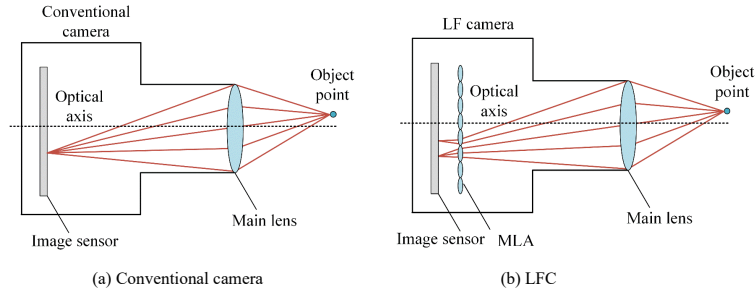 Conventional
camera
Optical
axis
Object
point
Main lens
Image sensor
(a) Conventional camera
LF camera
Optical
axis
Object
point
Main lens
Image sensor
MLA
(b) LFC